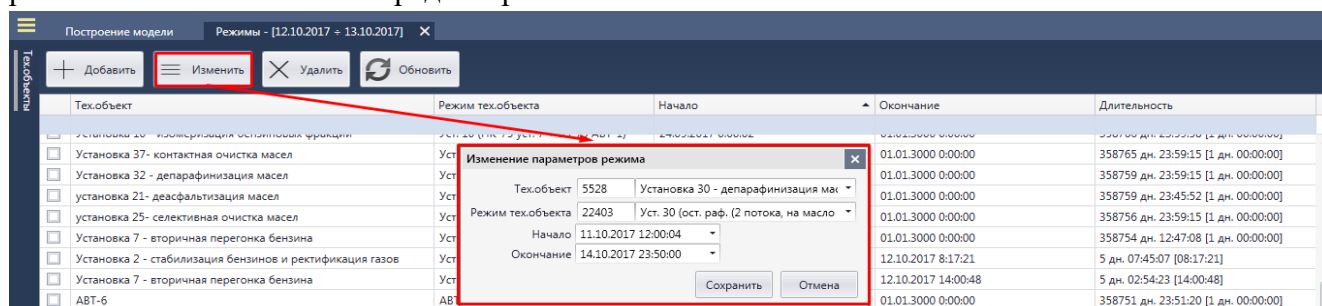 Построение модели Режимы - [12.10.2017 ÷ 13.10.2017] X
Тех.объекты
Добавить Изменить Удалить Обновить
Тех.объект Режим тех.объекта Начало Окончание Длительность
Установка 37- контактная очистка масел Уст 01.01.3000 0:00:00 358765 дн. 23:59:15 [1 дн. 00:00:00]
Установка 32 - депарафинизация масел Уст 01.01.3000 0:00:00 358759 дн. 23:59:15 [1 дн. 00:00:00]
установка 21- деасфальтизация масел Уст 01.01.3000 0:00:00 358759 дн. 23:45:52 [1 дн. 00:00:00]
установка 25- селективная очистка масел Уст 01.01.3000 0:00:00 358756 дн. 23:59:15 [1 дн. 00:00:00]
Установка 7 - вторичная перегонка бензина Уст 01.01.3000 0:00:00 358754 дн. 12:47:08 [1 дн. 00:00:00]
Установка 2 - стабилизация бензинов и ректификация газов Уст 12.10.2017 8:17:21 5 дн. 07:45:07 [08:17:21]
Установка 7 - вторичная перегонка бензина Уст 12.10.2017 14:00:48 5 дн. 02:54:23 [14:00:48]
АВТ-6 АВТ 01.01.3000 0:00:00 358751 дн. 23:51:20 [1 дн. 00:00:00]
Изменение параметров режима
Тех.объект 5528 Установка 30 - депарафинизация мас
Режим тех.объекта 22403 Уст. 30 (ост. раф. (2 потока, на масло
Начало 11.10.2017 12:00:04
Окончание 14.10.2017 23:50:00
Сохранить Отмена